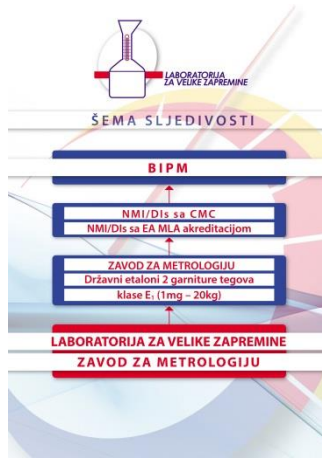 LABORATORIJA
ZA VELIKE ZAPREMINE
ŠEMA SLJEDIVOSTI
BIPM
NMI/DIs sa CMC
NMI/DIs sa EA MLA akreditacijom
ZAVOD ZA METROLOGIJU
Državni etaloni 2 garniture tegova
klase E₁ (1mg – 20kg)
LABORATORIJA ZA VELIKE ZAPREMINE
ZAVOD ZA METROLOGIJU